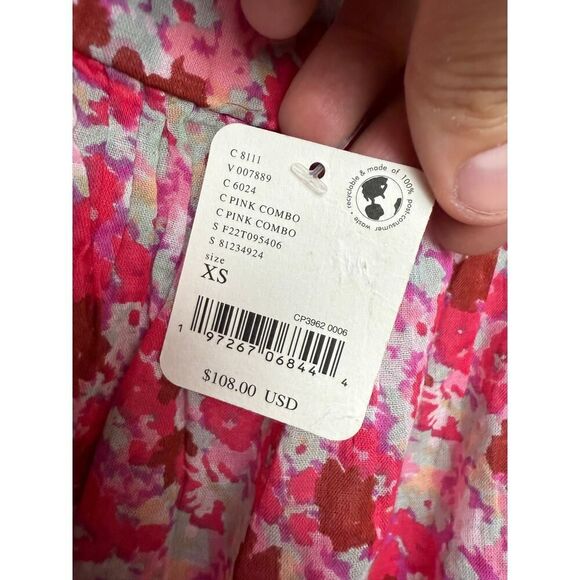 C 8111
V 007889
C 6024
C PINK COMBO
C PINK COMBO
S F22T095406
S 81234924
size
XS
recyclable & made of 100% post-consumer waste
CP3962 0006
1 97267 06844 4
$108.00 USD